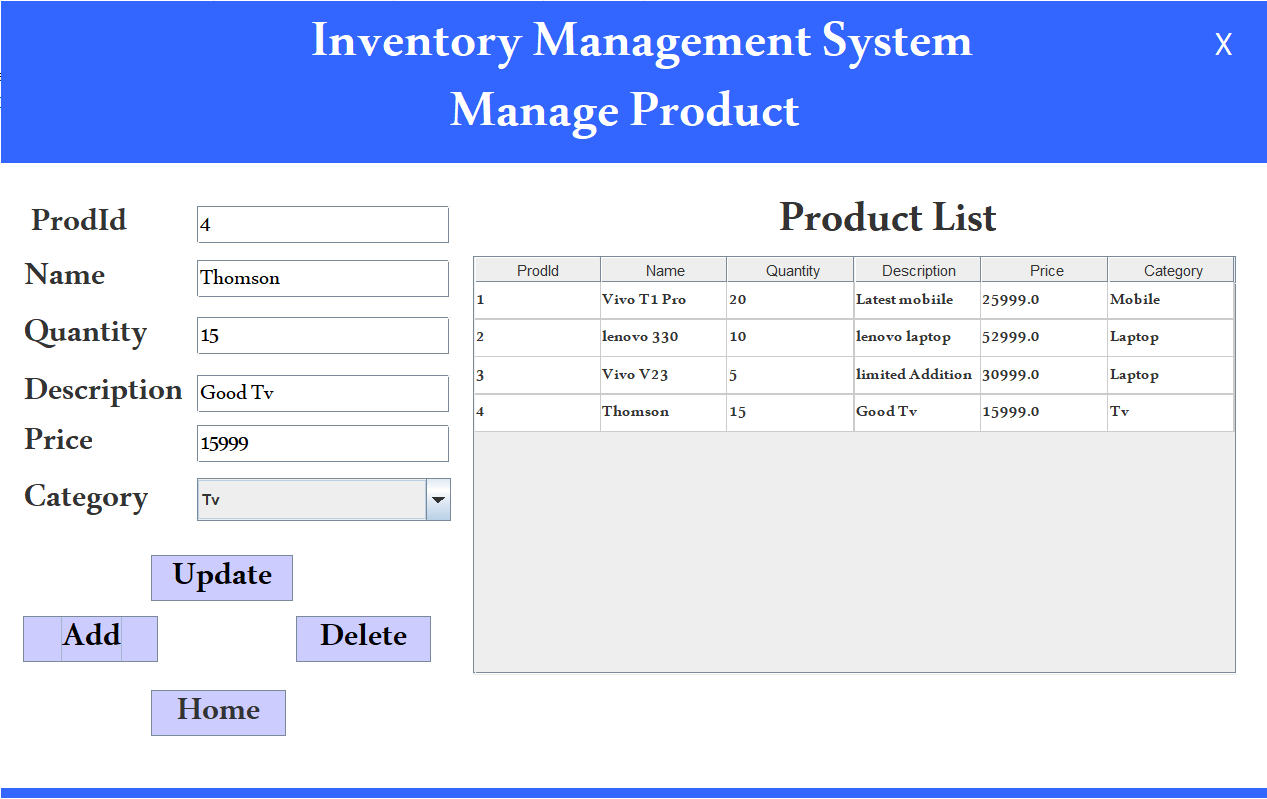 Inventory Management System
X
Manage Product
ProdId 4
Name Thomson
Quantity 15
Description Good Tv
Price 15999
Category Tv
Update
Add Delete
Home
Product List
ProdId Name Quantity Description Price Category
1 Vivo T1 Pro 20 Latest mobiile 25999.0 Mobile
2 lenovo 330 10 lenovo laptop 52999.0 Laptop
3 Vivo V23 5 limited Addition 30999.0 Laptop
4 Thomson 15 Good Tv 15999.0 Tv